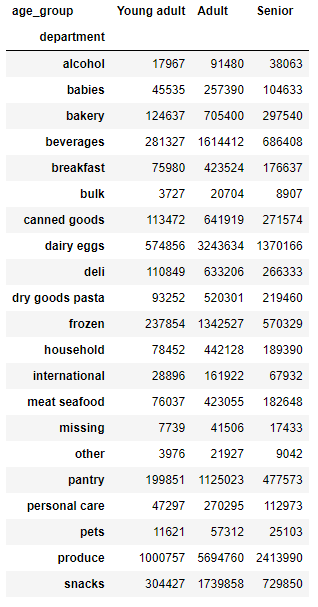 age_group Young adult Adult Senior
department
alcohol 17967 91480 38063
babies 45535 257390 104633
bakery 124637 705400 297540
beverages 281327 1614412 686408
breakfast 75980 423524 176637
bulk 3727 20704 8907
canned goods 113472 641919 271574
dairy eggs 574856 3243634 1370166
deli 110849 633206 266333
dry goods pasta 93252 520301 219460
frozen 237854 1342527 570329
household 78452 442128 189390
international 28896 161922 67932
meat seafood 76037 423055 182648
missing 7739 41506 17433
other 3976 21927 9042
pantry 199851 1125023 477573
personal care 47297 270295 112973
pets 11621 57312 25103
produce 1000757 5694760 2413990
snacks 304427 1739858 729850